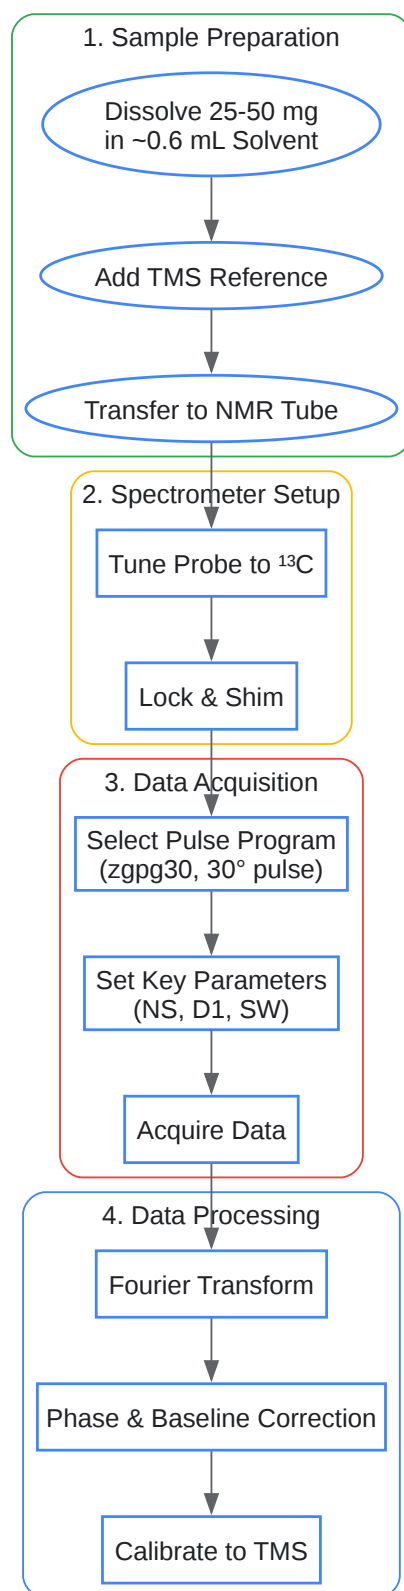 1. Sample Preparation
Dissolve 25-50 mg
in ~0.6 mL Solvent
Add TMS Reference
Transfer to NMR Tube
2. Spectrometer Setup
Tune Probe to ¹³C
Lock & Shim
3. Data Acquisition
Select Pulse Program
(zgpg30, 30° pulse)
Set Key Parameters
(NS, D1, SW)
Acquire Data
4. Data Processing
Fourier Transform
Phase & Baseline Correction
Calibrate to TMS